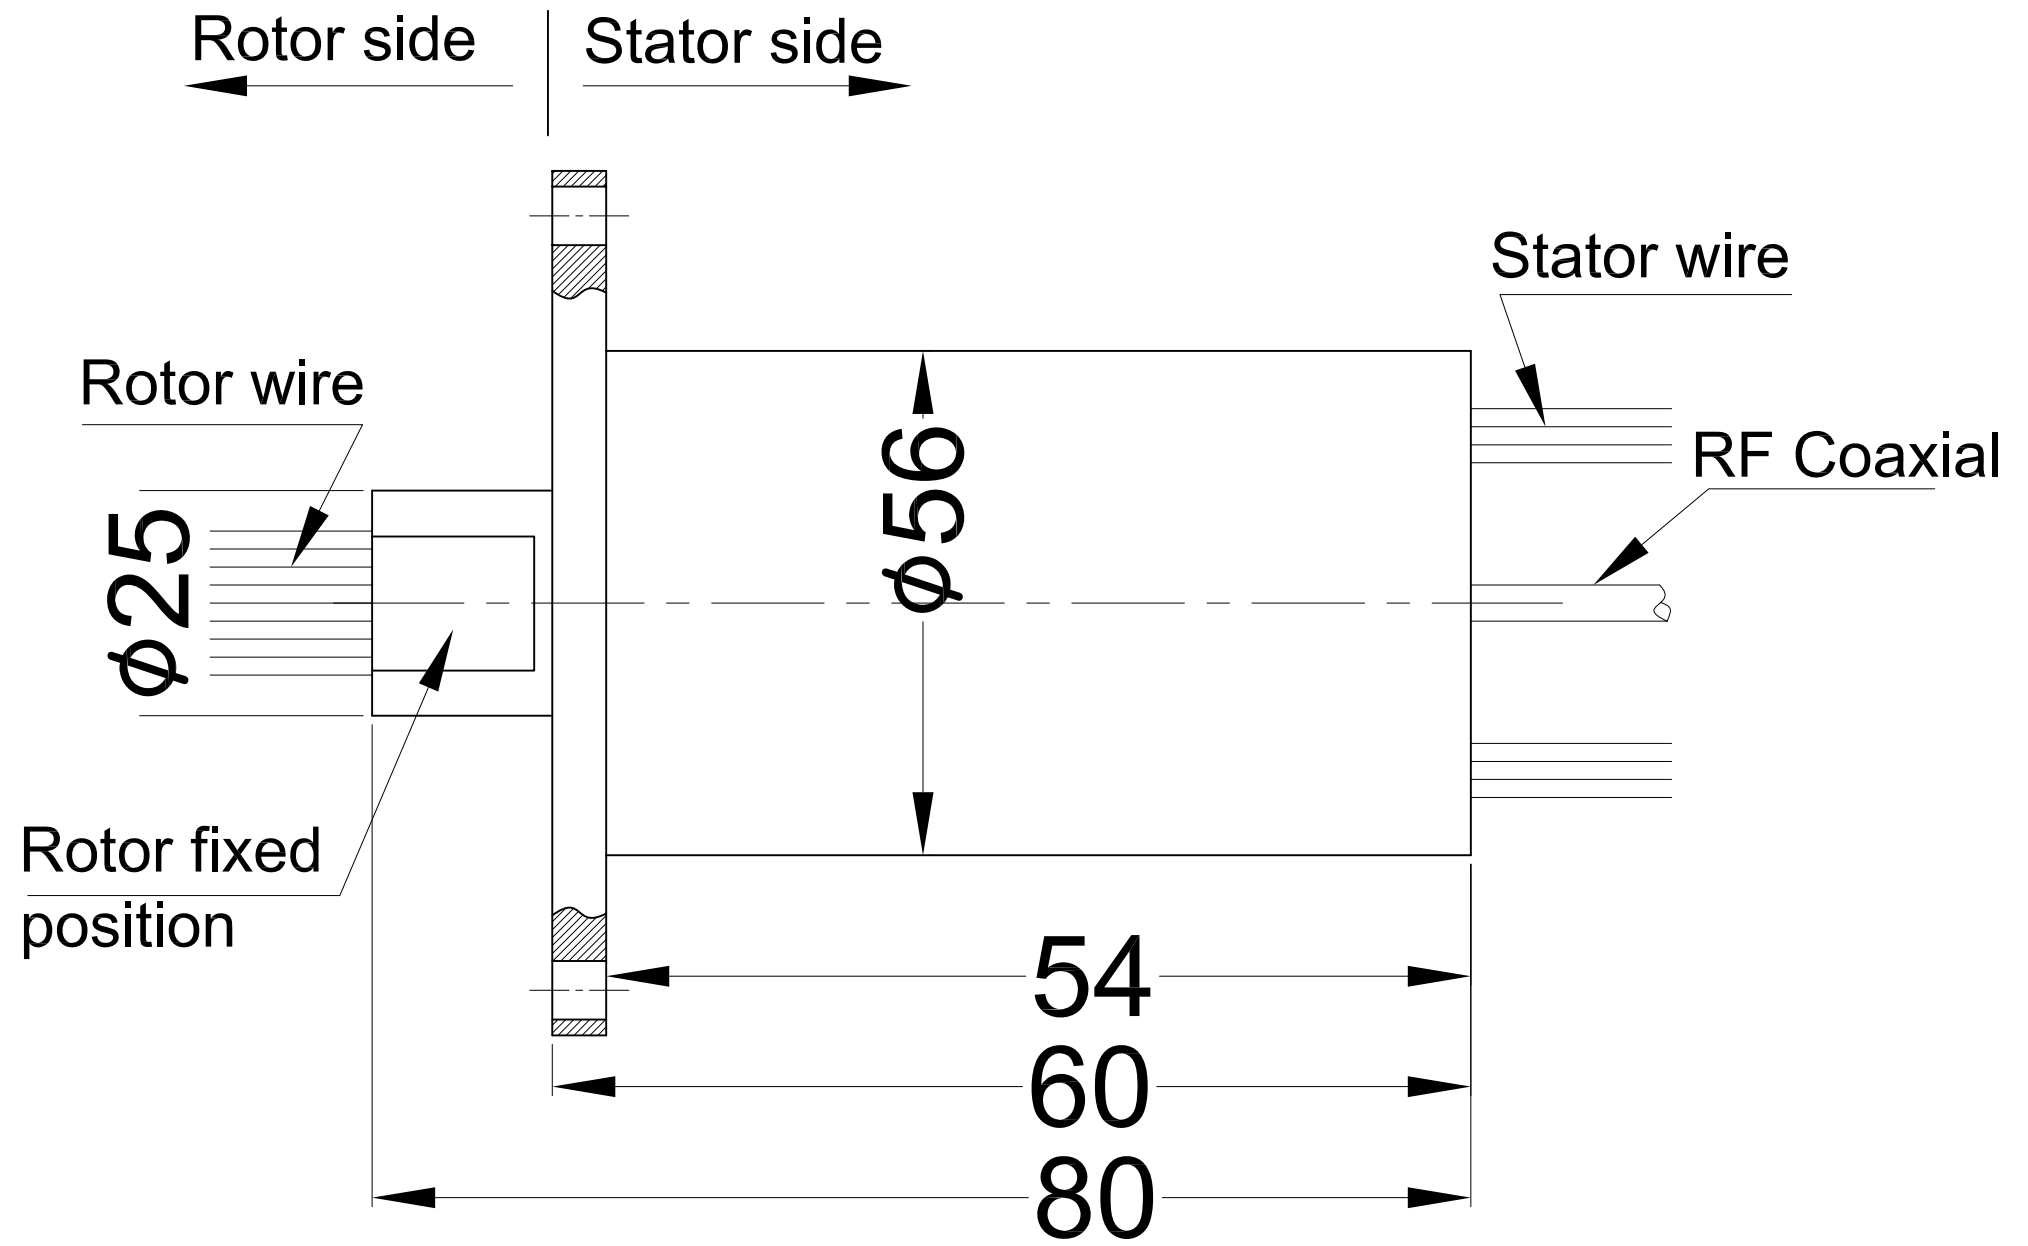 Rotor side
Stator side
Stator wire
Rotor wire
RF Coaxial
ϕ56
ϕ25
Rotor fixed
position
54
60
80